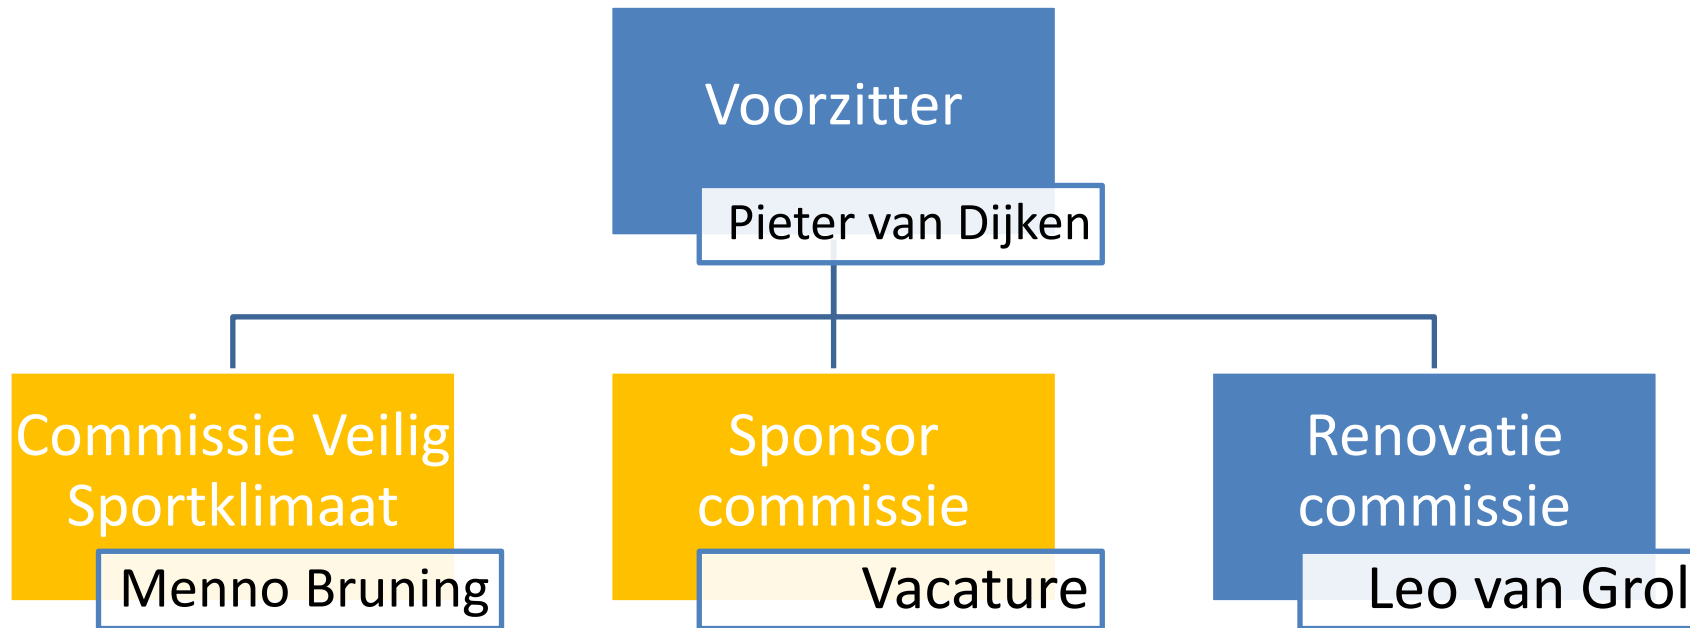 Voorzitter
Pieter van Dijken
Commissie Veilig
Sportklimaat
Menno Bruning
Sponsor
commissie
Vacature
Renovatie
commissie
Leo van Grol